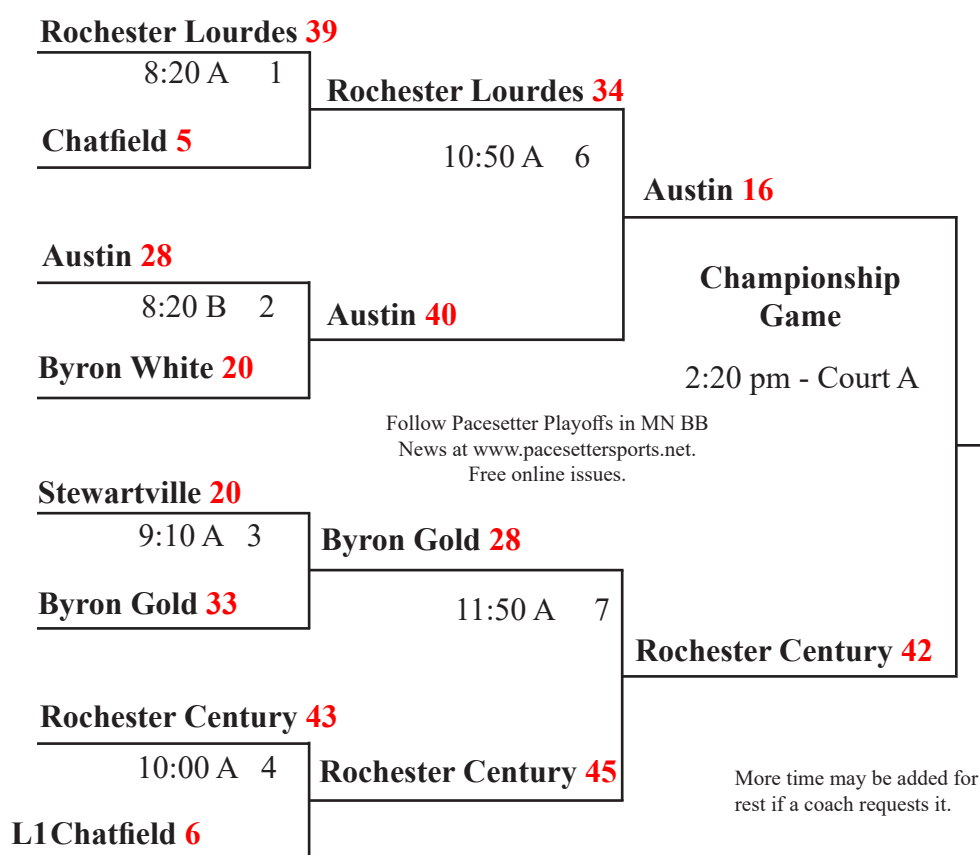 Rochester Lourdes 39
8:20 A 1
Rochester Lourdes 34
Chatfield 5
10:50 A 6
Austin 16
Austin 28
8:20 B 2
Austin 40
Byron White 20
Championship
Game
2:20 pm - Court A
Follow Pacesetter Playoffs in MN BB
News at www.pacesettersports.net.
Free online issues.
Stewartville 20
9:10 A 3
Byron Gold 28
Byron Gold 33
11:50 A 7
Rochester Century 42
Rochester Century 43
10:00 A 4
Rochester Century 45
L1Chatfield 6
More time may be added for
rest if a coach requests it.